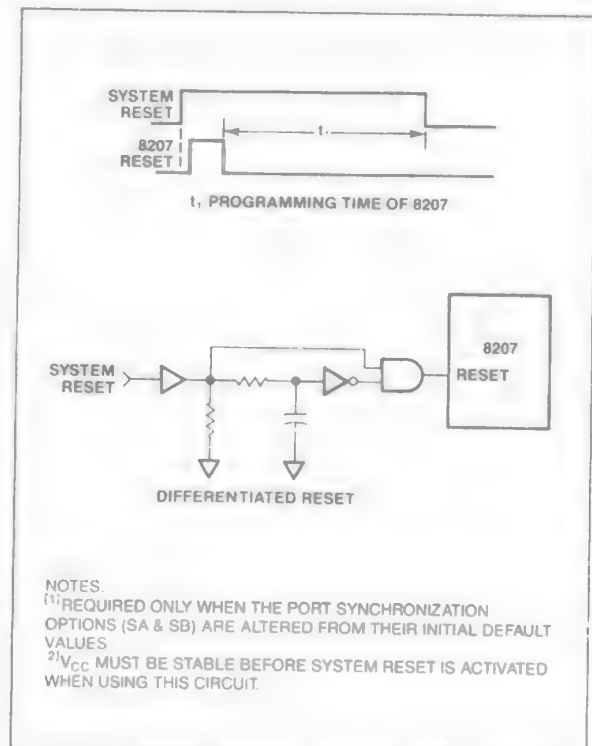 SYSTEM
RESET
t₁
8207
RESET
t₁ PROGRAMMING TIME OF 8207
8207
SYSTEM
RESET
RESET
DIFFERENTIATED RESET
NOTES.
(1) REQUIRED ONLY WHEN THE PORT SYNCHRONIZATION
OPTIONS (SA & SB) ARE ALTERED FROM THEIR INITIAL DEFAULT
VALUES
2) VCC MUST BE STABLE BEFORE SYSTEM RESET IS ACTIVATED
WHEN USING THIS CIRCUIT.